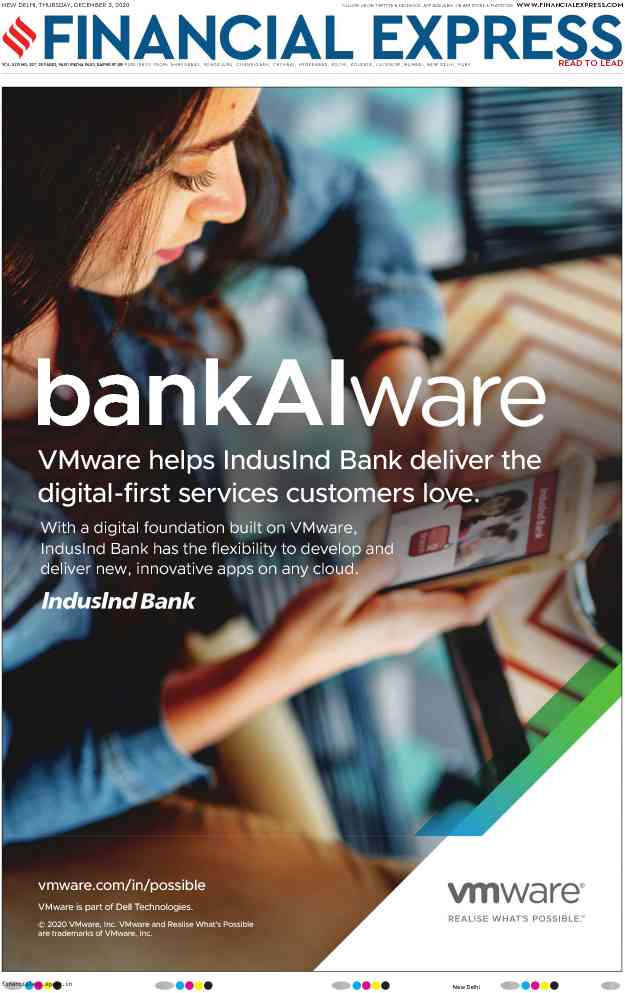 NEW DELHI, THURSDAY, DECEMBER 3, 2020
WWW.FINANCIALEXPRESS.COM
FINANCIAL EXPRESS
READ TO LEAD
bankAIware
VMware helps IndusInd Bank deliver the
digital-first services customers love.
With a digital foundation built on VMware,
IndusInd Bank has the flexibility to develop and
deliver new, innovative apps on any cloud.
IndusInd Bank
IndusInd Bank
vmware.com/in/possible
VMware is part of Dell Technologies.
© 2020 VMware, Inc. VMware and Realise What's Possible
are trademarks of VMware, Inc.
vmware®
REALISE WHAT'S POSSIBLE.™
New Delhi